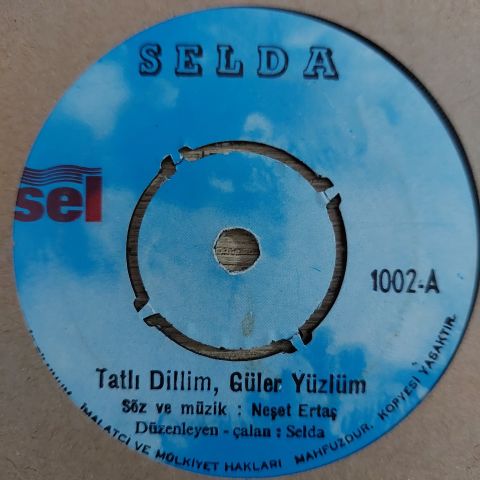 SELDA
sel
1002-A
Tatlı Dillim, Güler Yüzlüm
Söz ve müzik : Neşet Ertaş
Düzenleyen - çalan : Selda
İMALATÇI VE MÜLKİYET HAKLARI MAHFUZDUR. KOPYESİ YASAKTIR.